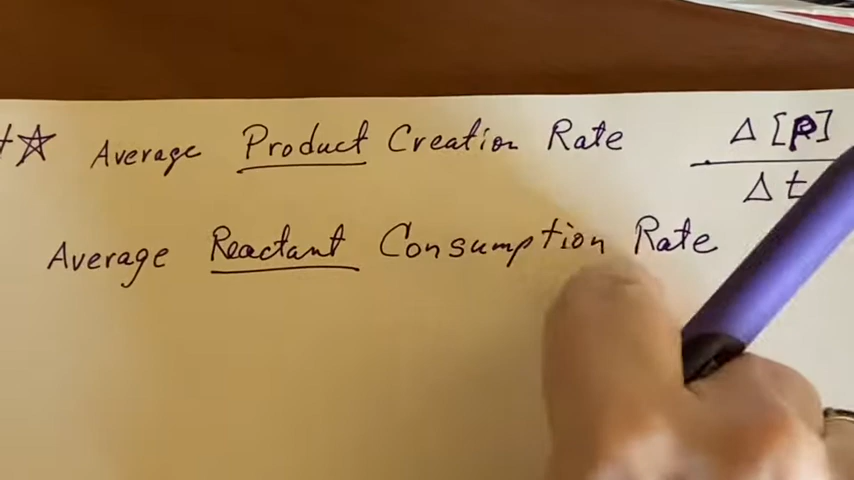 +☆ Average Product Creation Rate Δ[P]
Δt
Average Reactant Consumption Rate